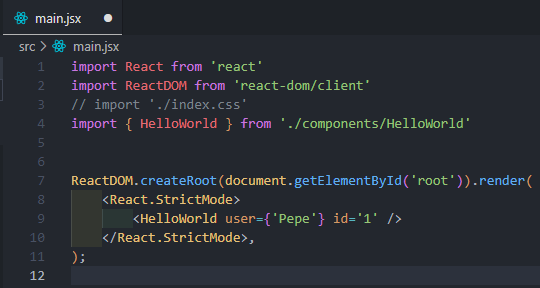 main.jsx
src > main.jsx
1 import React from 'react'
2 import ReactDOM from 'react-dom/client'
3 // import './index.css'
4 import { HelloWorld } from './components/HelloWorld'
5
6
7 ReactDOM.createRoot(document.getElementById('root')).render(
8     <React.StrictMode>
9         <HelloWorld user={'Pepe'} id='1' />
10     </React.StrictMode>,
11 );
12